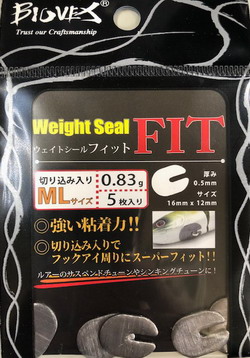 BIOVEX®
Trust our Craftsmanship
Weight Seal FIT
ウェイトシールフィット
切り込み入り 0.83g
MLサイズ 5枚入り
厚み
0.5mm
サイズ
16mm x 12mm
◎強い粘着力!!
◎切り込み入りで
フックアイ周りにスーパーフィット!!
ルアーのサスペンドチューンやシンキングチューンに!